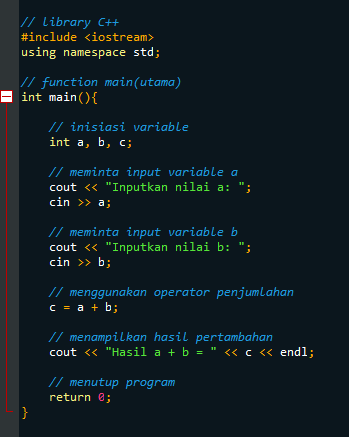 // library C++
#include <iostream>
using namespace std;
// function main(utama)
int main(){
// inisiasi variable
int a, b, c;
// meminta input variable a
cout << "Inputkan nilai a: ";
cin >> a;
// meminta input variable b
cout << "Inputkan nilai b: ";
cin >> b;
// menggunakan operator penjumlahan
c = a + b;
// menampilkan hasil pertambahan
cout << "Hasil a + b = " << c << endl;
// menutup program
return 0;
}